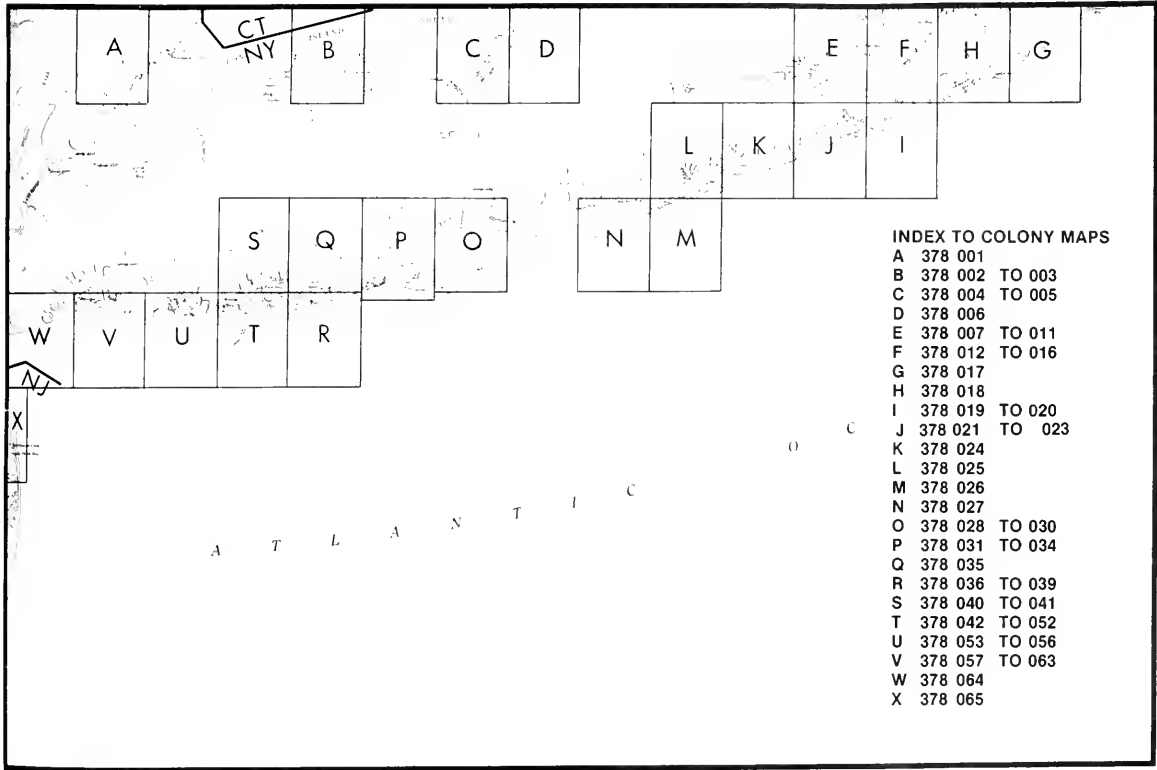 A
CT
NY
B
C
D
E
F
H
G
L
K
J
I
S
Q
P
O
N
M
W
V
U
T
R
NJ
X
ATLANTIC OC
INDEX TO COLONY MAPS
A 378 001
B 378 002 TO 003
C 378 004 TO 005
D 378 006
E 378 007 TO 011
F 378 012 TO 016
G 378 017
H 378 018
I 378 019 TO 020
J 378 021 TO 023
K 378 024
L 378 025
M 378 026
N 378 027
O 378 028 TO 030
P 378 031 TO 034
Q 378 035
R 378 036 TO 039
S 378 040 TO 041
T 378 042 TO 052
U 378 053 TO 056
V 378 057 TO 063
W 378 064
X 378 065